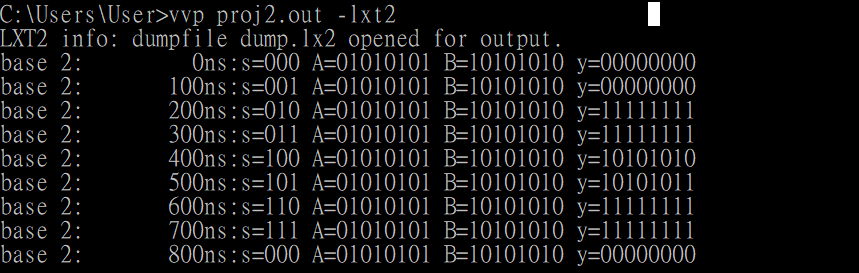 C:\Users\User>vvp proj2.out -lxt2
LXT2 info: dumpfile dump.lx2 opened for output.
base 2:          0ns:s=000 A=01010101 B=10101010 y=00000000
base 2:        100ns:s=001 A=01010101 B=10101010 y=00000000
base 2:        200ns:s=010 A=01010101 B=10101010 y=11111111
base 2:        300ns:s=011 A=01010101 B=10101010 y=11111111
base 2:        400ns:s=100 A=01010101 B=10101010 y=10101010
base 2:        500ns:s=101 A=01010101 B=10101010 y=10101011
base 2:        600ns:s=110 A=01010101 B=10101010 y=11111111
base 2:        700ns:s=111 A=01010101 B=10101010 y=11111111
base 2:        800ns:s=000 A=01010101 B=10101010 y=00000000